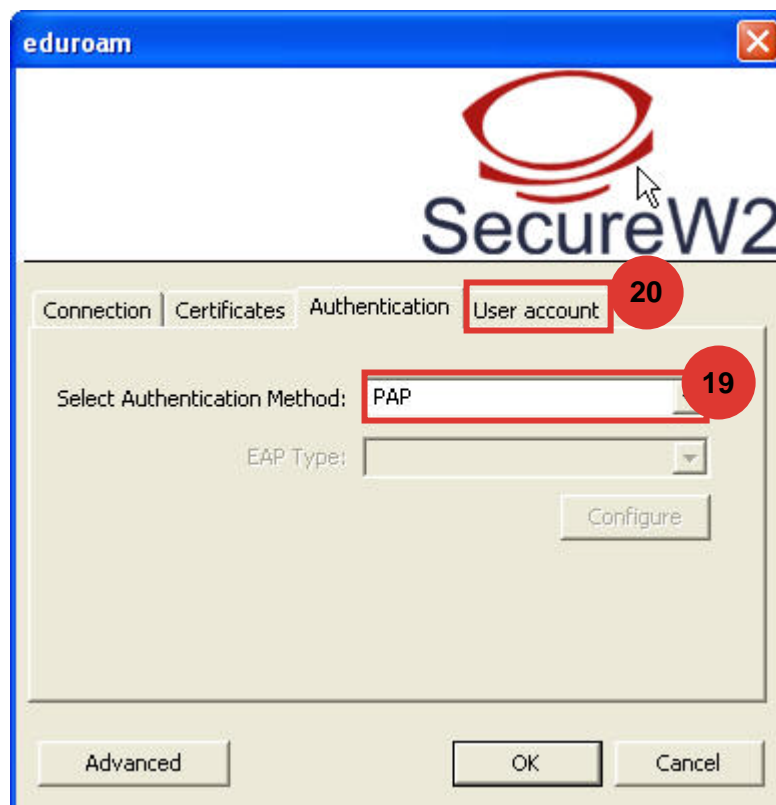 eduroam
SecureW2
Connection Certificates Authentication User account 20
Select Authentication Method: PAP 19
EAP Type:
Configure
Advanced OK Cancel